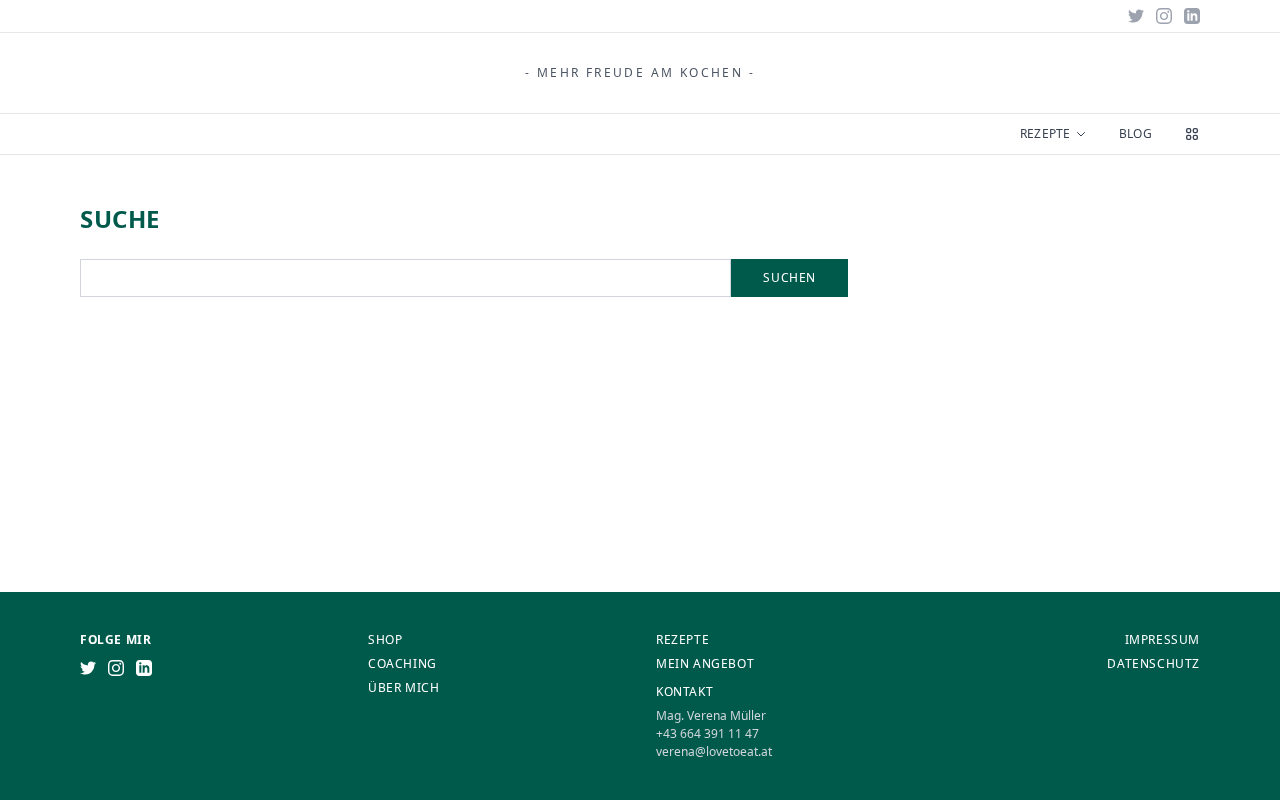 - MEHR FREUDE AM KOCHEN -
REZEPTE
BLOG
SUCHE
SUCHEN
FOLGE MIR
SHOP
COACHING
ÜBER MICH
REZEPTE
MEIN ANGEBOT
KONTAKT
Mag. Verena Müller
+43 664 391 11 47
verena@lovetoeat.at
IMPRESSUM
DATENSCHUTZ